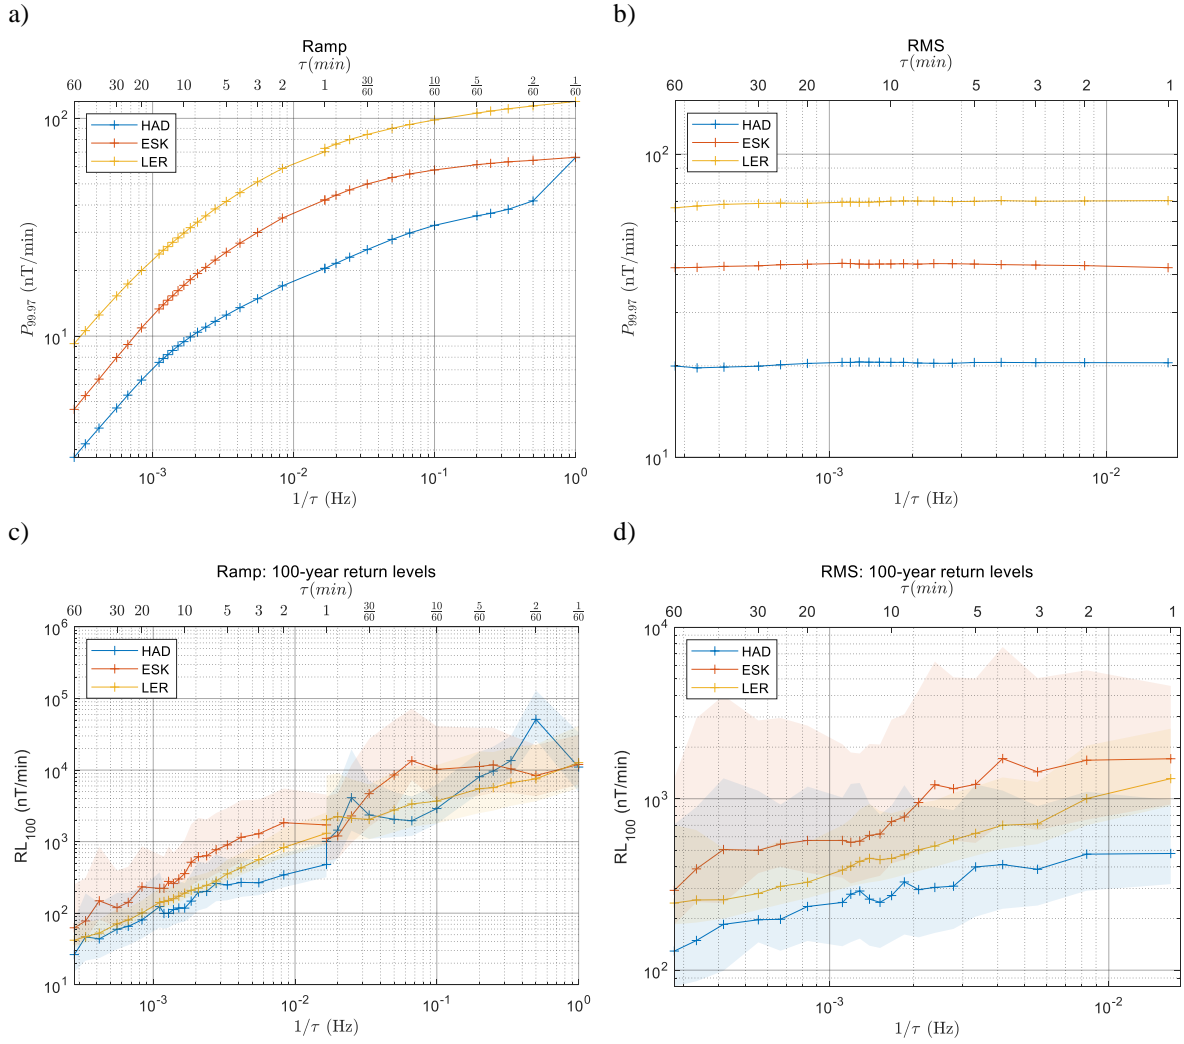 a)
Ramp
τ(min)
60 30 20 10 5 3 2 1 30/60 10/60 5/60 2/60 1/60
HAD
ESK
LER
10^2
10^1
P_99.97 (nT/min)
10^-3 10^-2 10^-1 10^0
1/τ (Hz)
b)
RMS
τ(min)
60 30 20 10 5 3 2 1
HAD
ESK
LER
10^2
10^1
P_99.97 (nT/min)
10^-3 10^-2
1/τ (Hz)
c)
Ramp: 100-year return levels
τ(min)
60 30 20 10 5 3 2 1 30/60 10/60 5/60 2/60 1/60
HAD
ESK
LER
10^6
10^5
10^4
10^3
10^2
10^1
RL_100 (nT/min)
10^-3 10^-2 10^-1 10^0
1/τ (Hz)
d)
RMS: 100-year return levels
τ(min)
60 30 20 10 5 3 2 1
HAD
ESK
LER
10^4
10^3
10^2
RL_100 (nT/min)
10^-3 10^-2
1/τ (Hz)